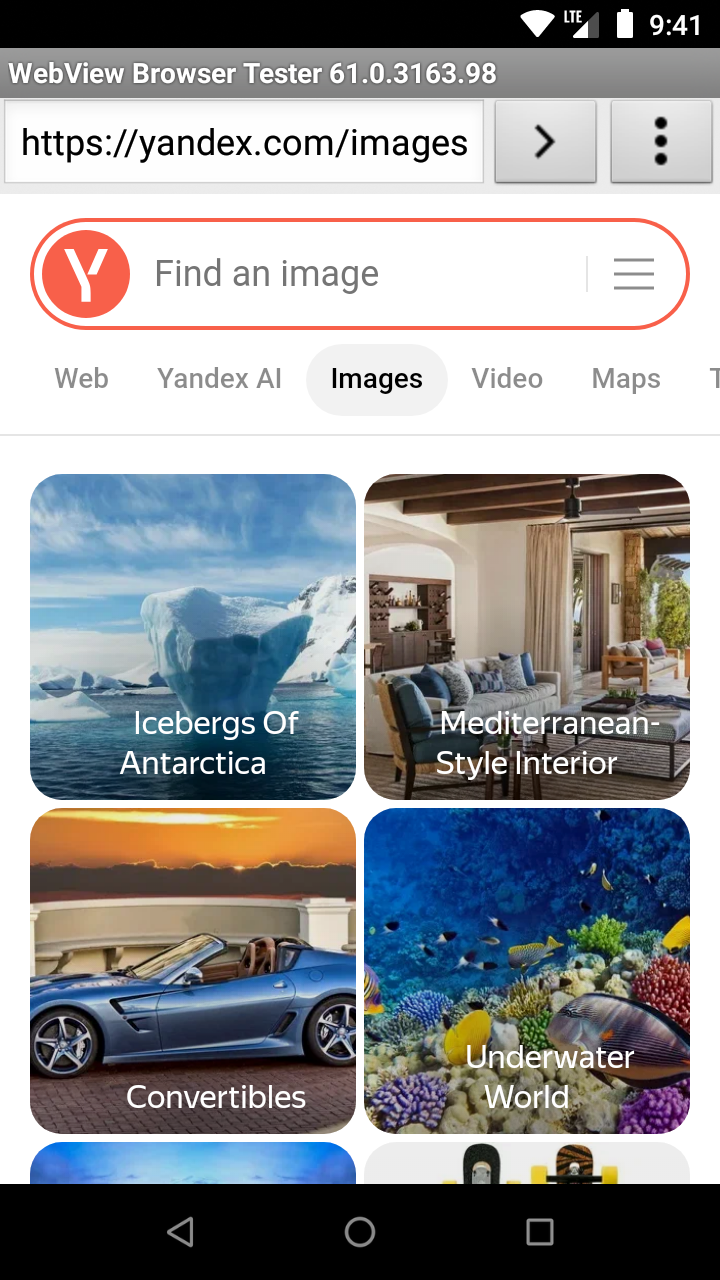 LTE
9:41
WebView Browser Tester 61.0.3163.98
https://yandex.com/images
Find an image
Web Yandex AI Images Video Maps T
Icebergs Of
Antarctica
Mediterranean-
Style Interior
Convertibles
Underwater
World